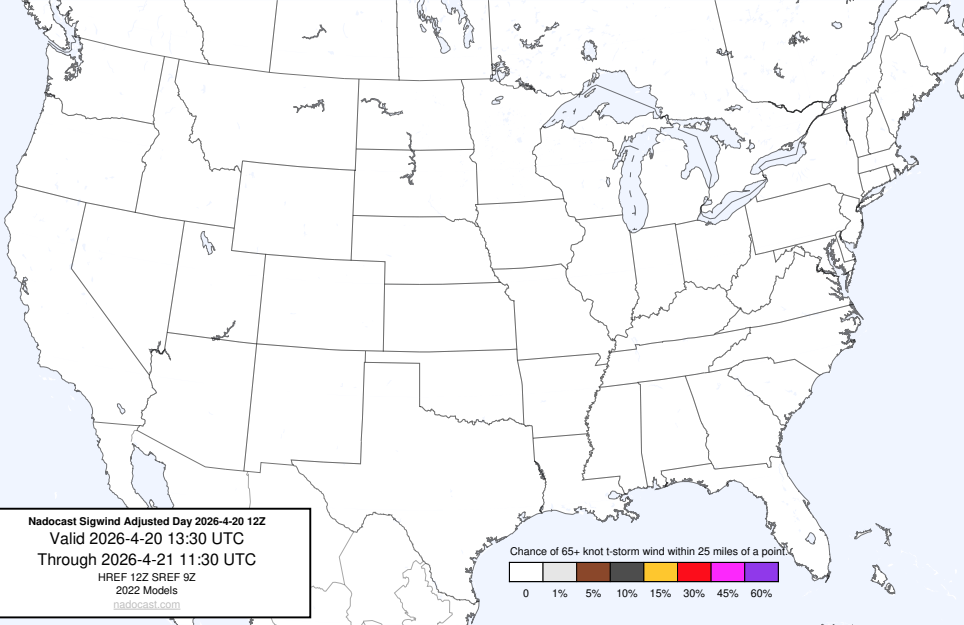 Nadocast Sigwind Adjusted Day 2026-4-20 12Z
Valid 2026-4-20 13:30 UTC
Through 2026-4-21 11:30 UTC
HREF 12Z SREF 9Z
2022 Models
nadocast.com
Chance of 65+ knot t-storm wind within 25 miles of a point.
0 1% 5% 10% 15% 30% 45% 60%